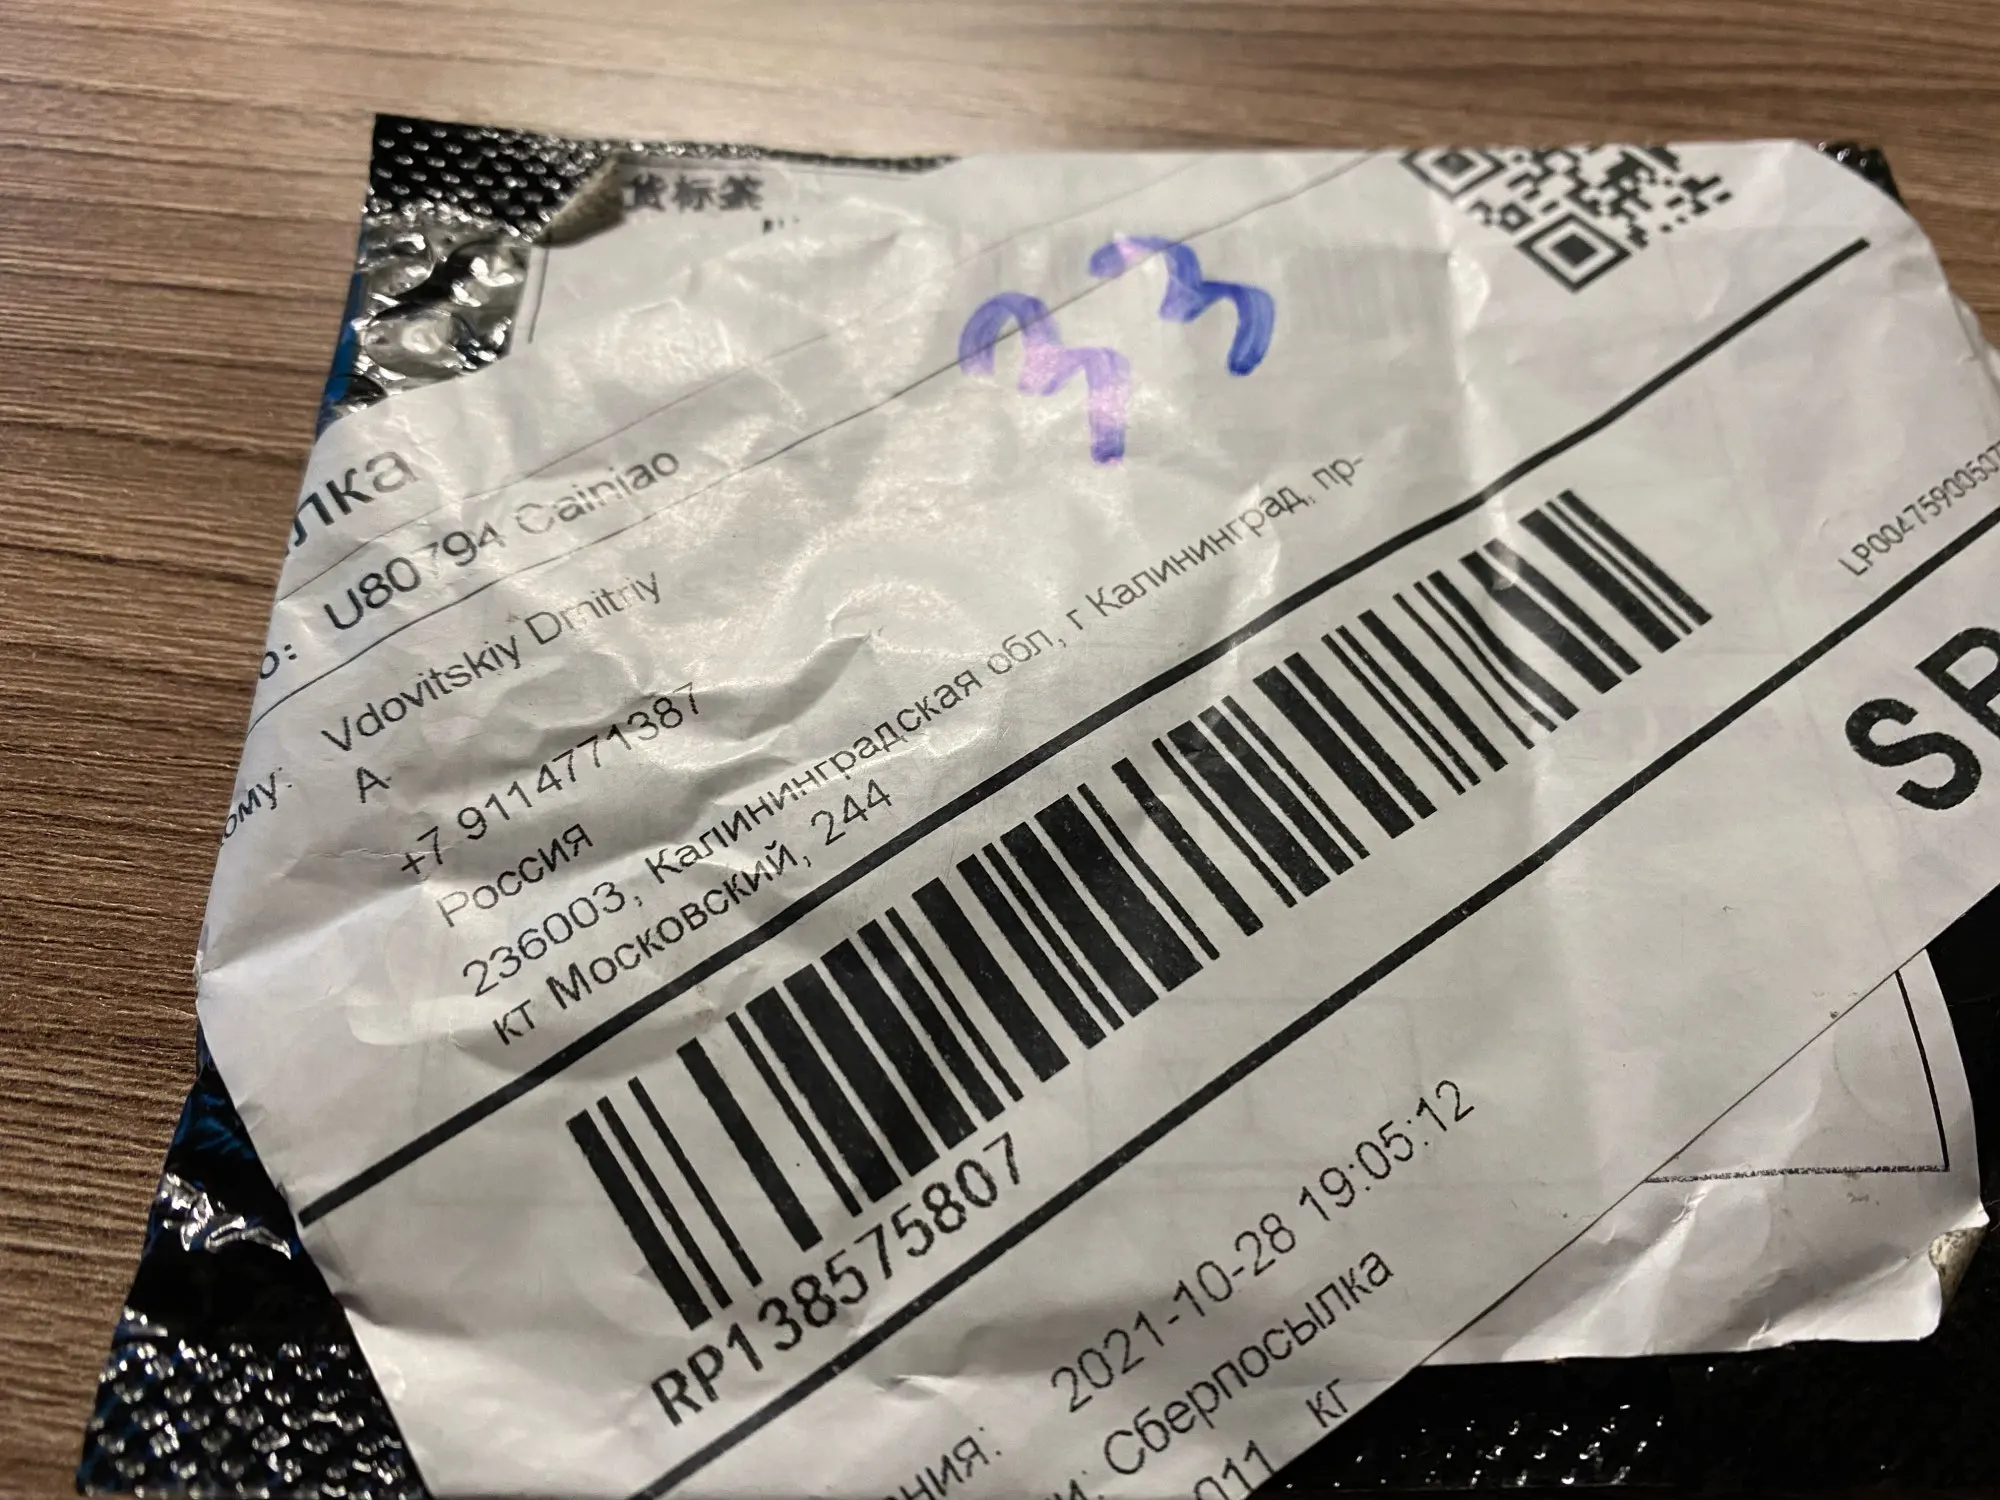 货标签
33
лка
о: U80794 Cainiao
ому: Vdovitskiy Dmitriy
A
+7 9114771387
Россия
236003, Калининградская обл, г Калининград, пр-
кт Московский, 244
LP0047590050
SP
RP138575807
ния: 2021-10-28 19:05:12
и: Сберпосылка
011 кг